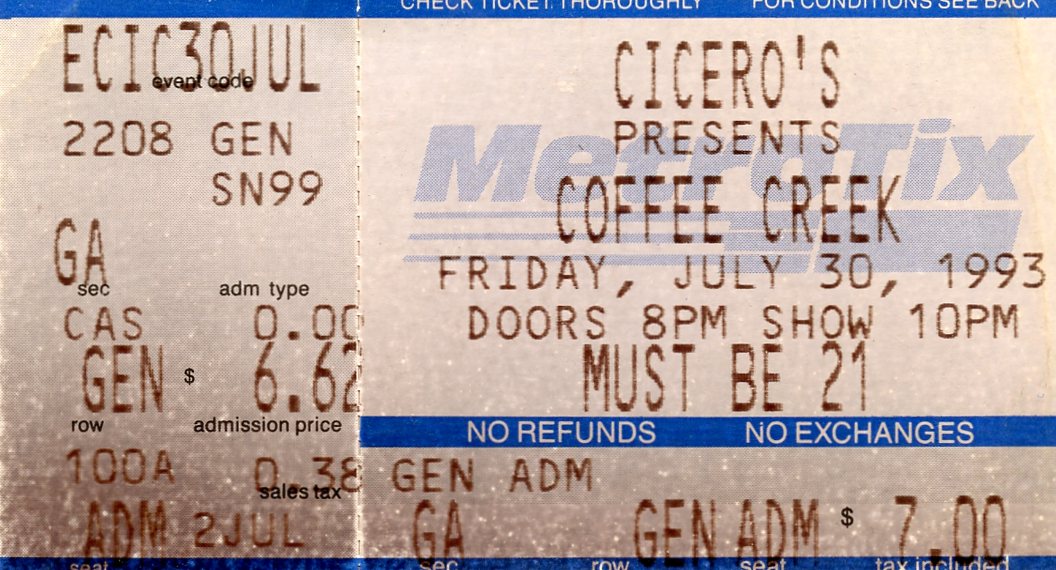 CHECK TICKET THOROUGHLY FOR CONDITIONS SEE BACK
ECIC30JUL
event code
2208 GEN
SN99
GA
sec adm type
CAS 0.00
GEN $ 6.62
row admission price
100A 0.38
sales tax
ADM 2JUL
seat
CICERO'S
PRESENTS
MetroTix
COFFEE CREEK
FRIDAY, JULY 30, 1993
DOORS 8PM SHOW 10PM
MUST BE 21
NO REFUNDS NO EXCHANGES
GEN ADM
GA GEN ADM $ 7.00
sec row seat tax included